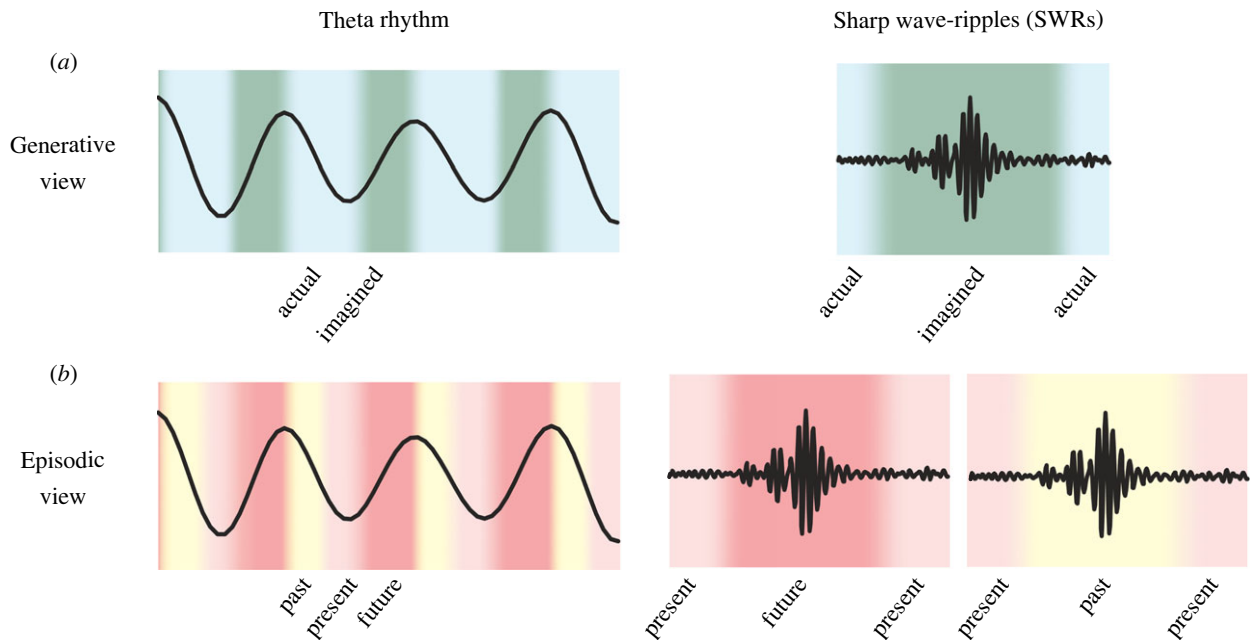 Theta rhythm
Sharp wave-ripples (SWRs)
(a)
Generative
view
actual
imagined
actual
imagined
actual
(b)
Episodic
view
past
present
future
present
future
present
present
past
present